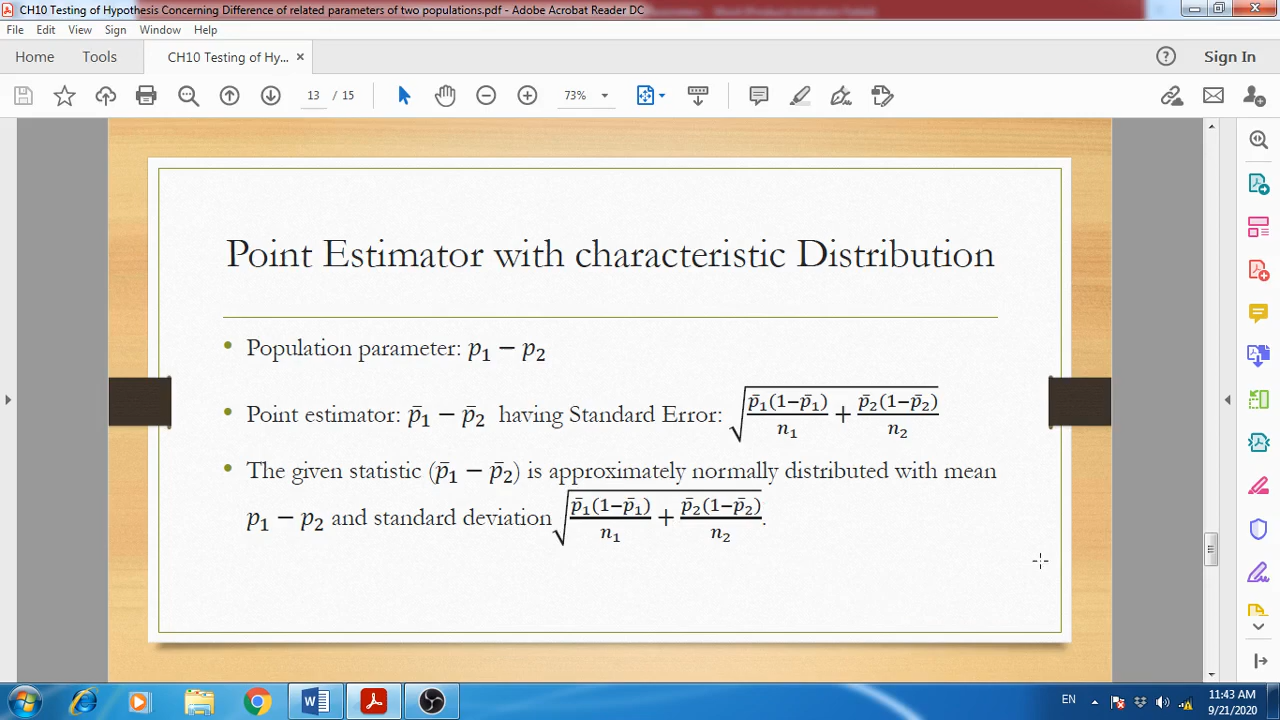 CH10 Testing of Hypothesis Concerning Difference of related parameters of two populations.pdf - Adobe Acrobat Reader DC
File Edit View Sign Window Help
Home Tools CH10 Testing of Hy... × Sign In
13 / 15 73%
Point Estimator with characteristic Distribution
• Population parameter: p₁ − p₂
• Point estimator: p̄₁ − p̄₂ having Standard Error: √(p̄₁(1−p̄₁)/n₁ + p̄₂(1−p̄₂)/n₂)
• The given statistic (p̄₁ − p̄₂) is approximately normally distributed with mean
p₁ − p₂ and standard deviation√(p̄₁(1−p̄₁)/n₁ + p̄₂(1−p̄₂)/n₂).
EN 11:43 AM
9/21/2020